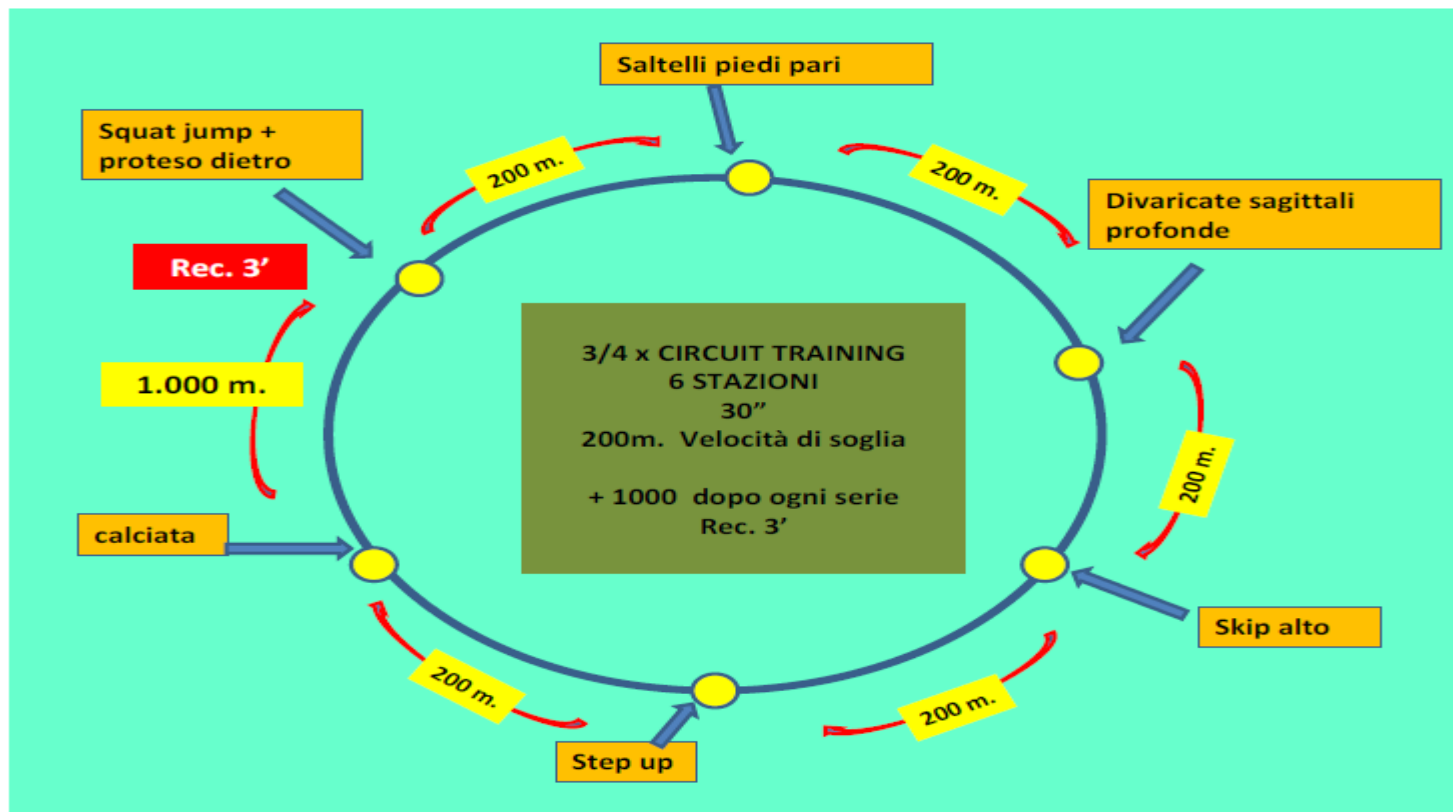 Saltelli piedi pari
Squat jump +
proteso dietro
200 m.
200 m.
Divaricate sagittali
profonde
Rec. 3’
1.000 m.
3/4 x CIRCUIT TRAINING
6 STAZIONI
30”
200m. Velocità di soglia
+ 1000 dopo ogni serie
Rec. 3’
200 m.
calciata
Skip alto
200 m.
200 m.
Step up